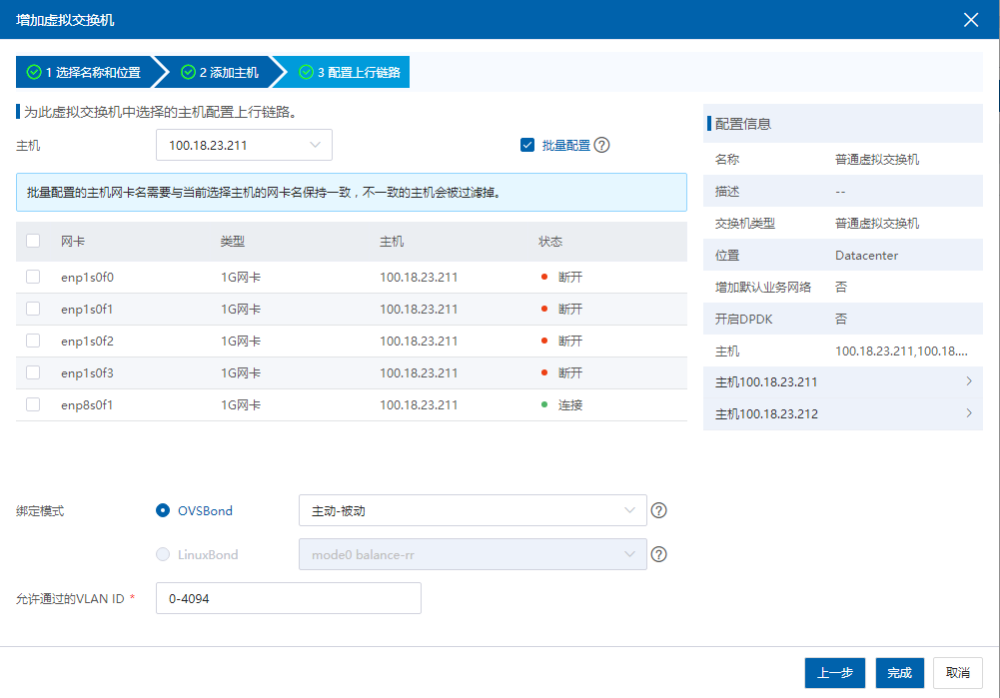 增加虚拟交换机
1 选择名称和位置 2 添加主机 3 配置上行链路
为此虚拟交换机中选择的主机配置上行链路。
主机 100.18.23.211 批量配置
批量配置的主机网卡名需要与当前选择主机的网卡名保持一致，不一致的主机会被过滤掉。
网卡 类型 主机 状态
enp1s0f0 1G网卡 100.18.23.211 断开
enp1s0f1 1G网卡 100.18.23.211 断开
enp1s0f2 1G网卡 100.18.23.211 断开
enp1s0f3 1G网卡 100.18.23.211 断开
enp8s0f1 1G网卡 100.18.23.211 连接
绑定模式 OVSBond 主动-被动
LinuxBond mode0 balance-rr
允许通过的VLAN ID * 0-4094
配置信息
名称 普通虚拟交换机
描述 --
交换机类型 普通虚拟交换机
位置 Datacenter
增加默认业务网络 否
开启DPDK 否
主机 100.18.23.211,100.18....
主机100.18.23.211
主机100.18.23.212
上一步 完成 取消